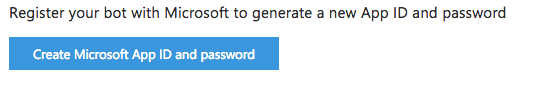 Register your bot with Microsoft to generate a new App ID and password
Create Microsoft App ID and password